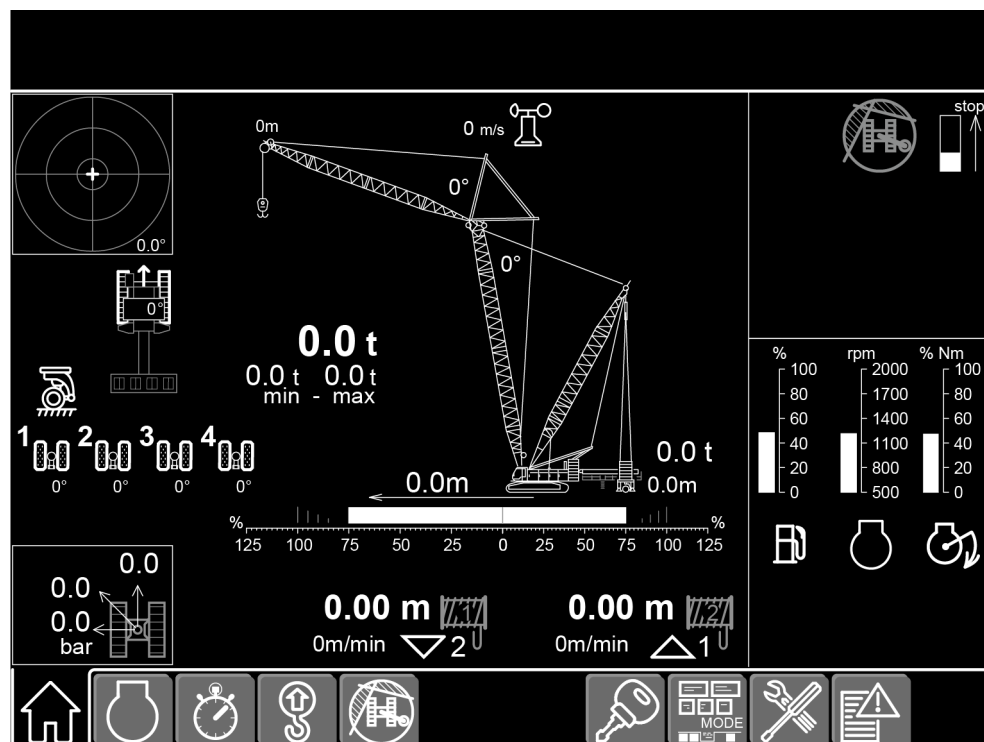 stop
0m
0 m/s
0°
0.0°
0°
0°
0.0 t
0.0 t 0.0 t
min - max
% rpm % Nm
100 2000 100
80 1700 80
60 1400 60
40 1100 40
20 800 20
0 500 0
1 2 3 4
0° 0° 0° 0°
0.0 t
0.0m
0.0m
% %
125 100 75 50 25 0 25 50 75 100 125
0.0
0.0
0.0
bar
0.00 m 1
0m/min 2
0.00 m 2
0m/min 1
MODE